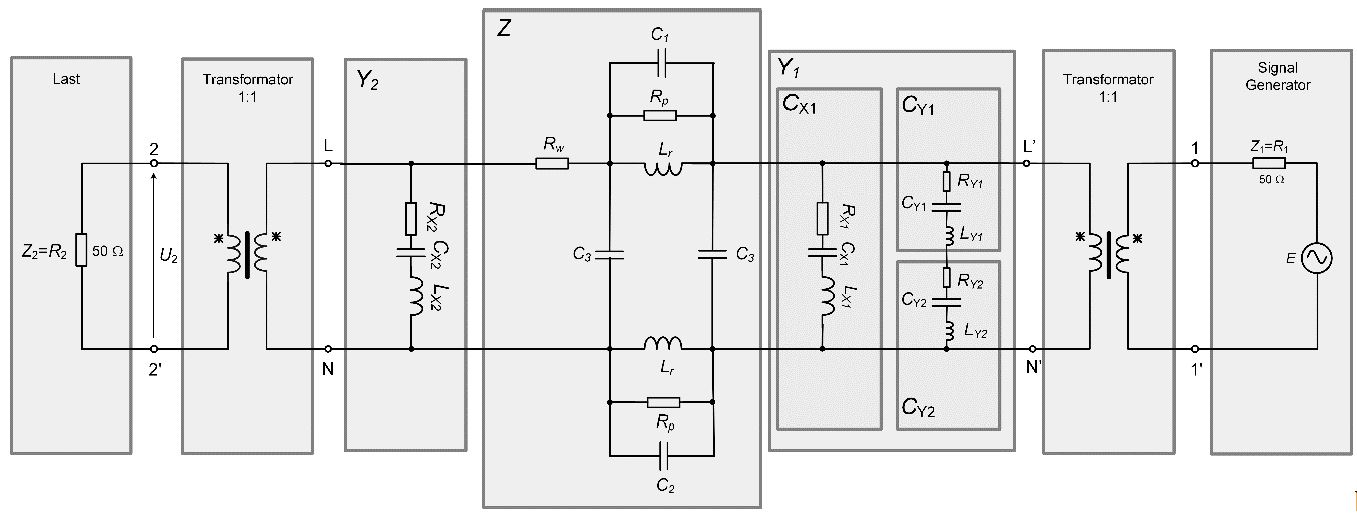 Last
Z2=R2
50 Ω
2
U2
2'
Transformator
1:1
*
*
L
N
Y2
RX2
CX2
LX2
Z
Rw
C1
Rp
Lr
C3
C3
Lr
Rp
C2
Y1
CX1
RX1
CX1
LX1
CY1
RY1
CY1
LY1
RY2
CY2
LY2
CY2
L'
N'
Transformator
1:1
*
*
1
1'
Signal
Generator
Z1=R1
50 Ω
E